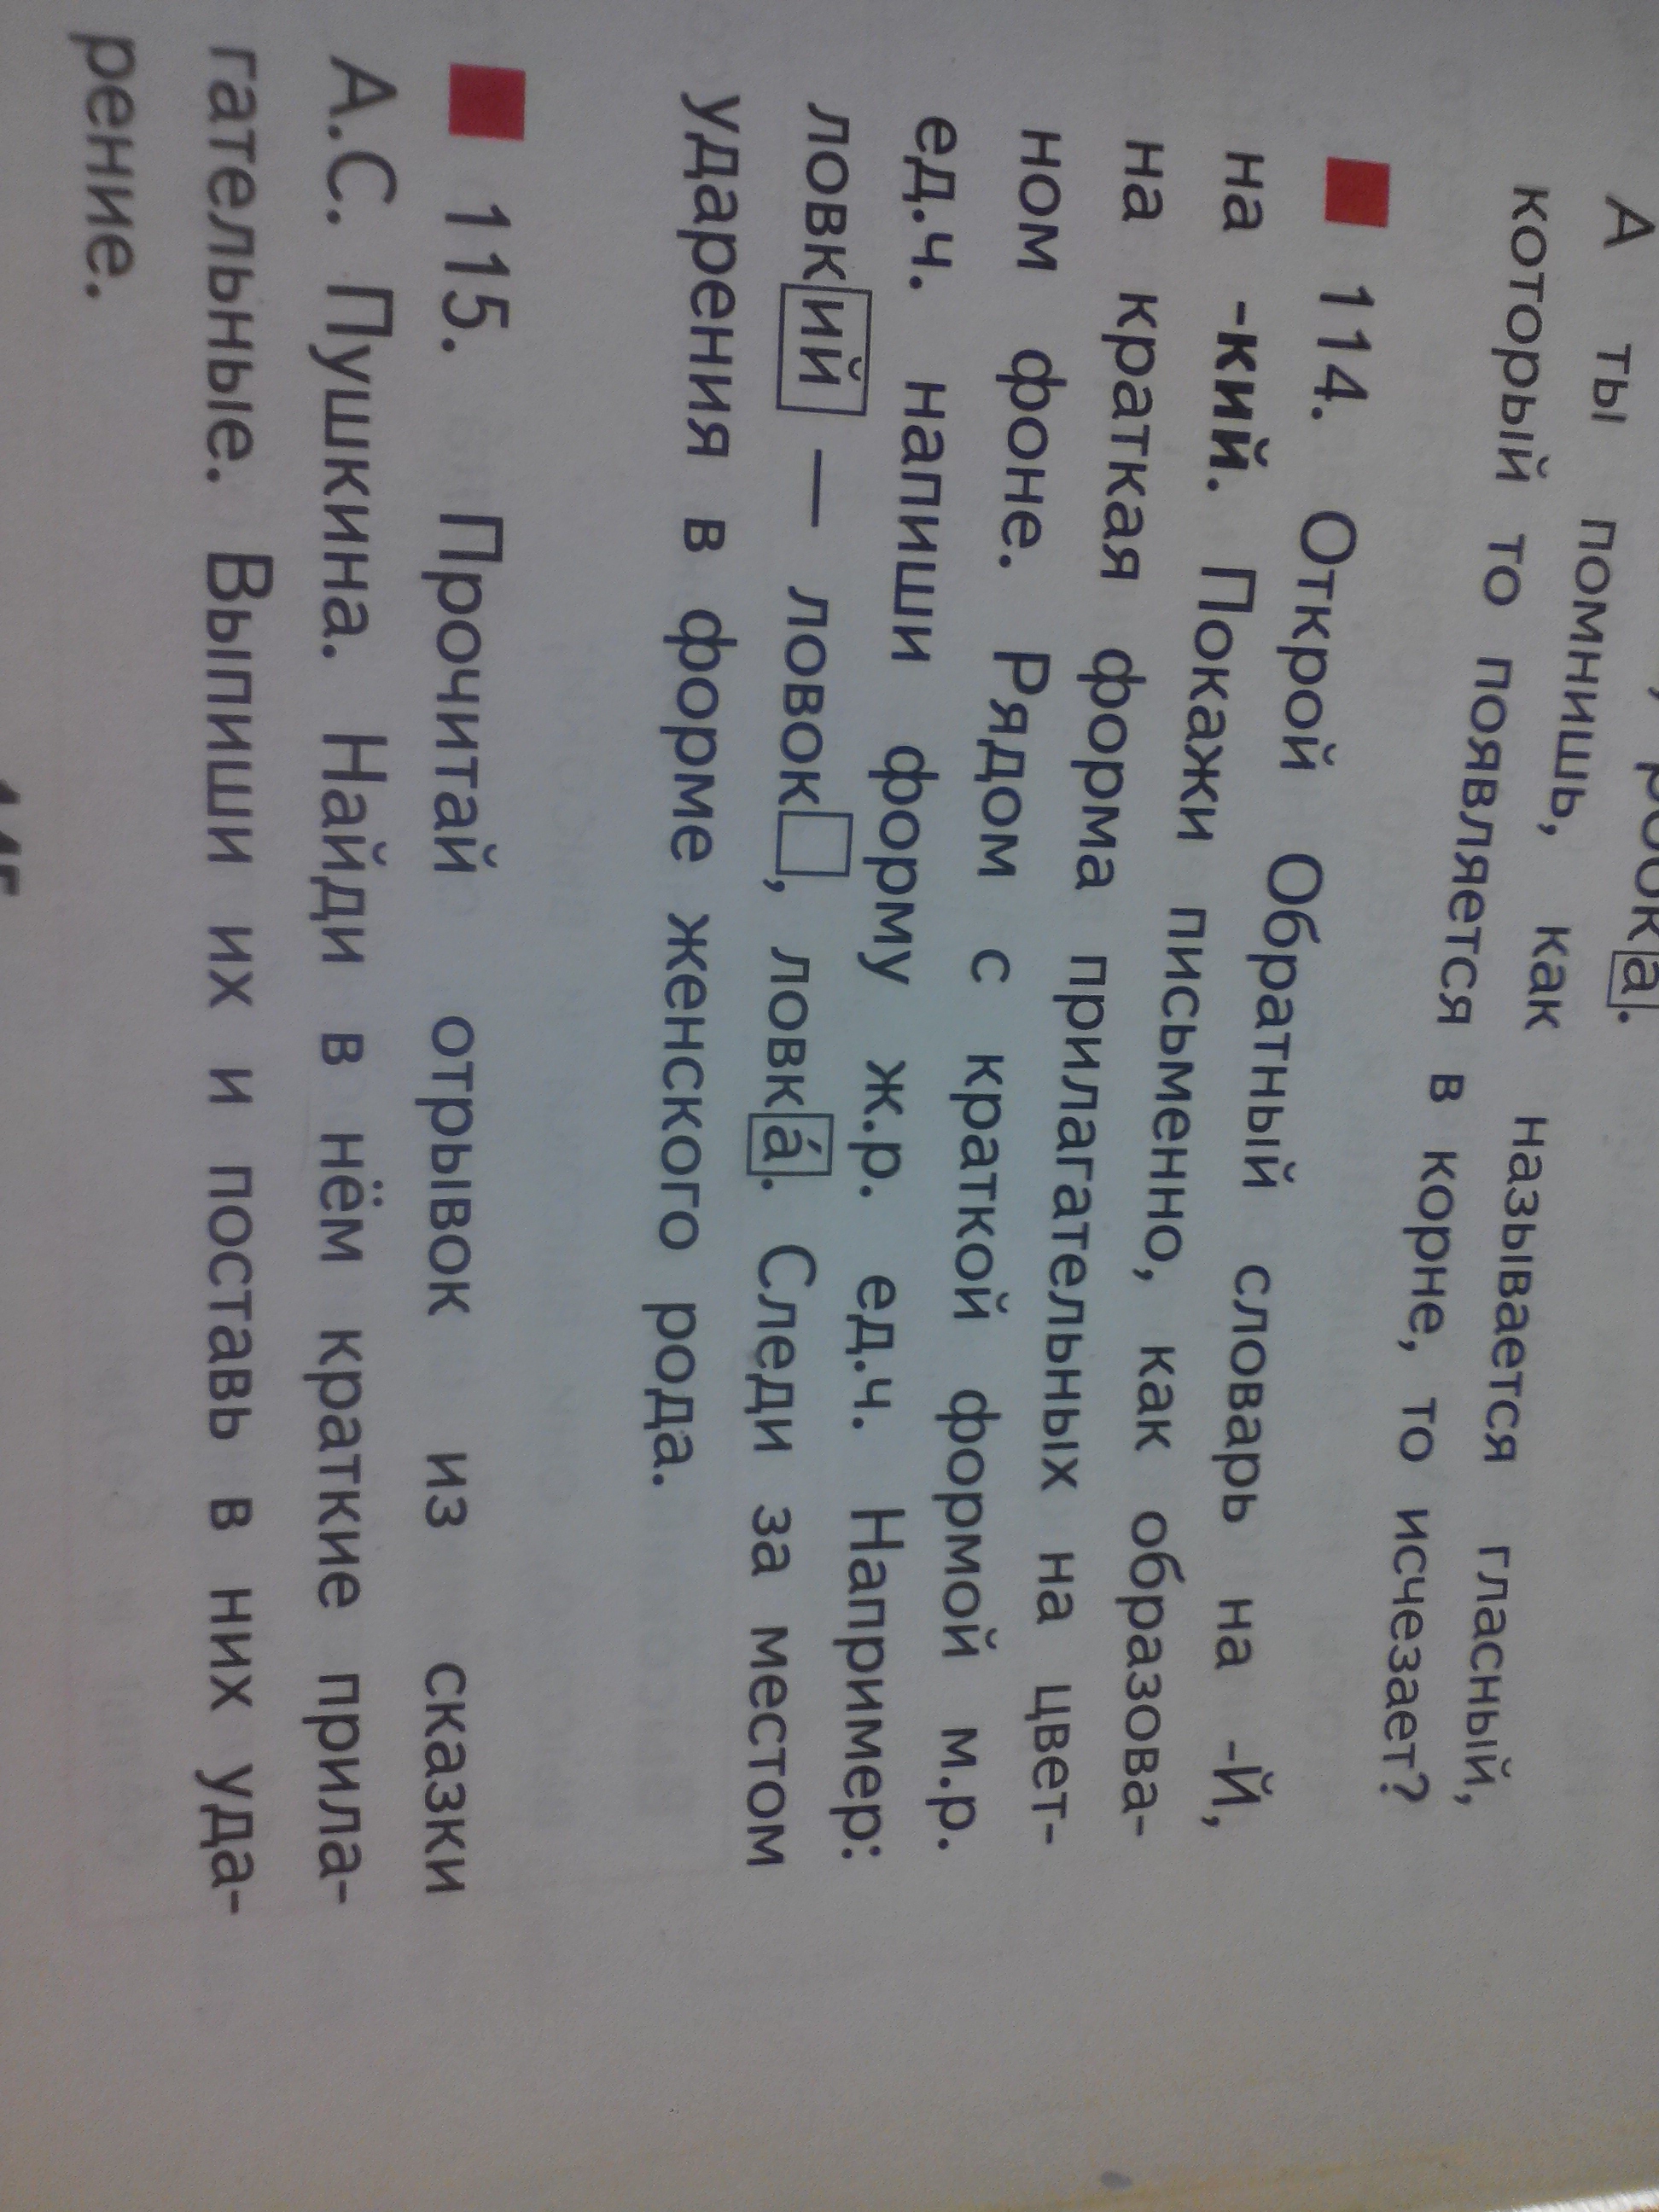 А ты помнишь, как называется гласный,
который то появляется в корне, то исчезает?
114. Открой Обратный словарь на -Й,
на -кий. Покажи письменно, как образова-
на краткая форма прилагательных на цвет-
ном фоне. Рядом с краткой формой м.р.
ед.ч. напиши форму ж.р. ед.ч. Например:
ловкий — ловок , ловка́. Следи за местом
ударения в форме женского рода.
115. Прочитай отрывок из сказки
А.С. Пушкина. Найди в нём краткие прила-
гательные. Выпиши их и поставь в них уда-
рение.